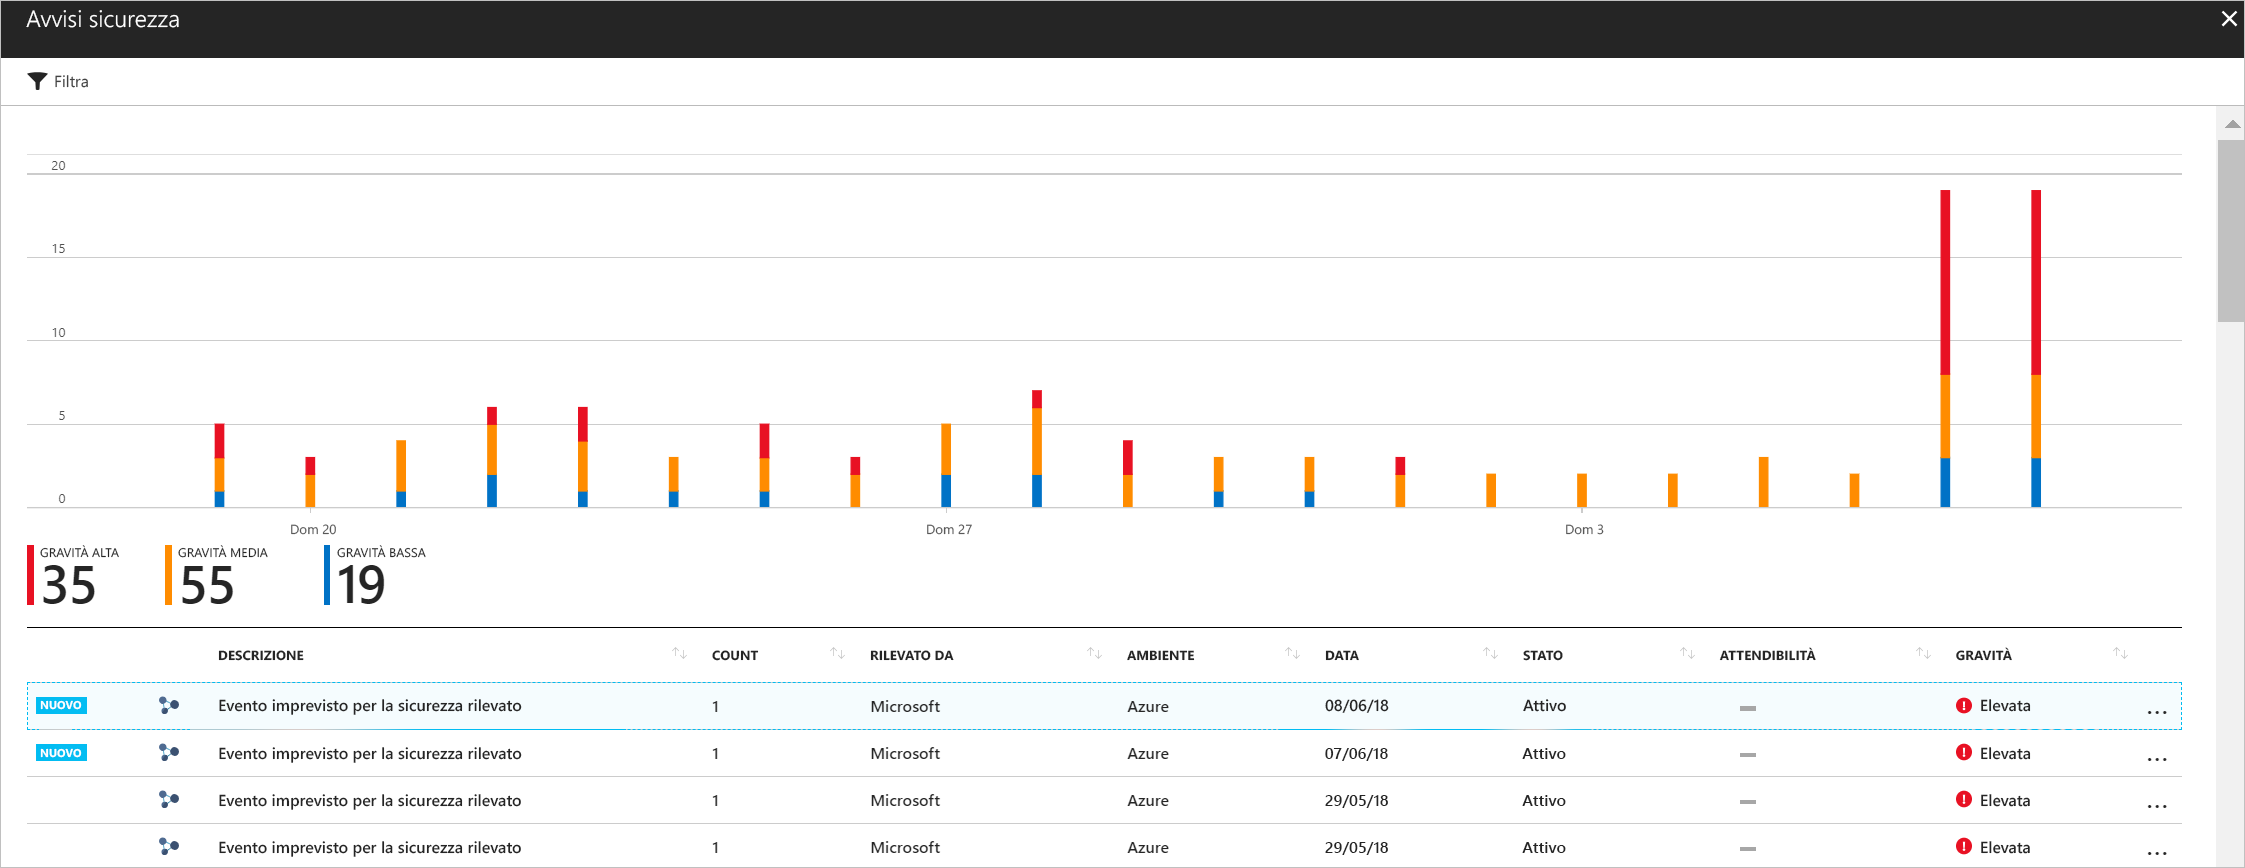 Avvisi sicurezza
Filtra
20
15
10
5
0
Dom 20 Dom 27 Dom 3
GRAVITÀ ALTA GRAVITÀ MEDIA GRAVITÀ BASSA
35 55 19
DESCRIZIONE COUNT RILEVATO DA AMBIENTE DATA STATO ATTENDIBILITÀ GRAVITÀ
NUOVO Evento imprevisto per la sicurezza rilevato 1 Microsoft Azure 08/06/18 Attivo — Elevata ...
NUOVO Evento imprevisto per la sicurezza rilevato 1 Microsoft Azure 07/06/18 Attivo — Elevata ...
Evento imprevisto per la sicurezza rilevato 1 Microsoft Azure 29/05/18 Attivo — Elevata ...
Evento imprevisto per la sicurezza rilevato 1 Microsoft Azure 29/05/18 Attivo — Elevata ...